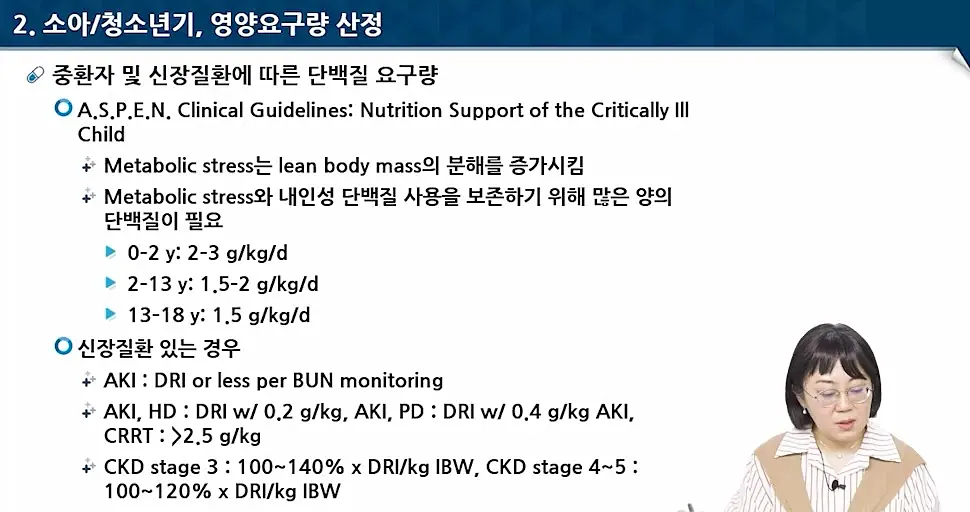 2. 소아/청소년기, 영양요구량 산정
중환자 및 신장질환에 따른 단백질 요구량
A.S.P.E.N. Clinical Guidelines: Nutrition Support of the Critically Ill
Child
Metabolic stress는 lean body mass의 분해를 증가시킴
Metabolic stress와 내인성 단백질 사용을 보존하기 위해 많은 양의
단백질이 필요
0-2 y: 2-3 g/kg/d
2-13 y: 1.5-2 g/kg/d
13-18 y: 1.5 g/kg/d
신장질환 있는 경우
AKI : DRI or less per BUN monitoring
AKI, HD : DRI w/ 0.2 g/kg, AKI, PD : DRI w/ 0.4 g/kg AKI,
CRRT : >2.5 g/kg
CKD stage 3 : 100~140% x DRI/kg IBW, CKD stage 4~5 :
100~120% x DRI/kg IBW